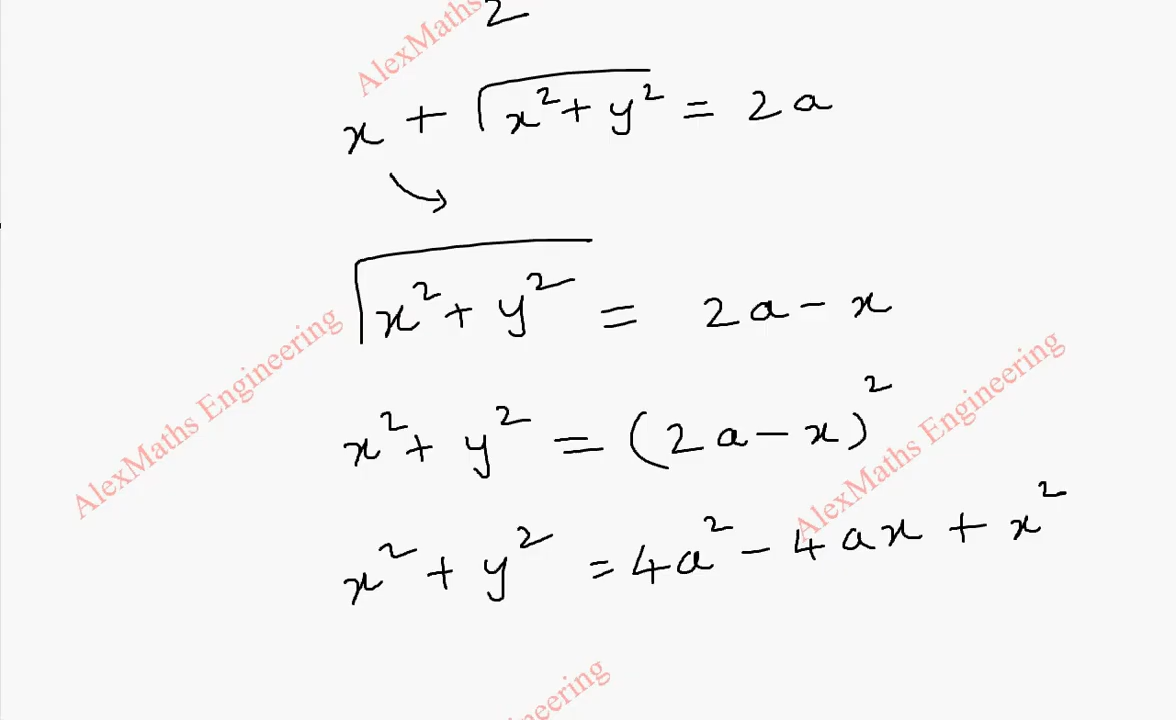 2
AlexMaths
x + √x² + y² = 2a
√x² + y² = 2a - x
AlexMaths Engineering
AlexMaths Engineering
x² + y² = (2a - x)²
x² + y² = 4a² - 4ax + x²
Engineering